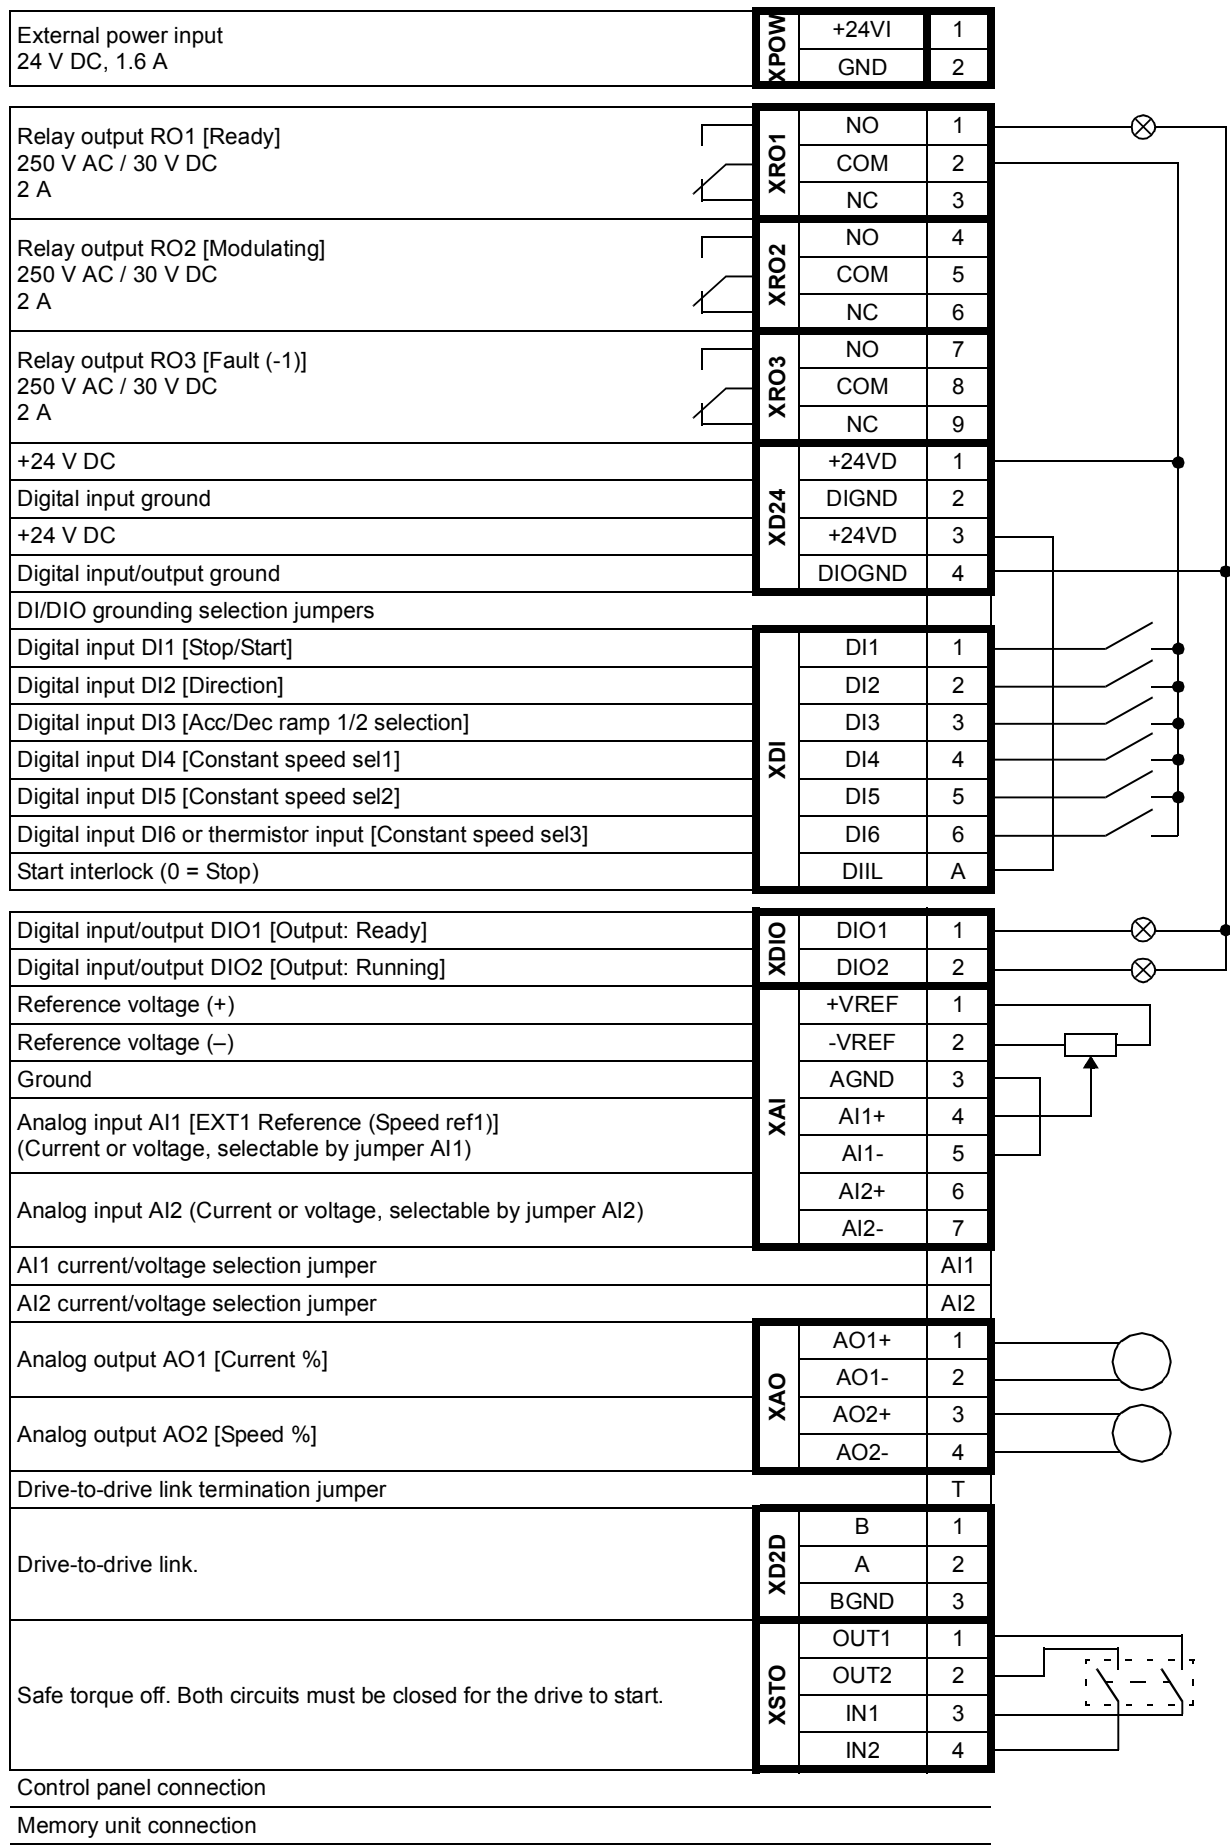 External power input
24 V DC, 1.6 A
XPOW
+24VI 1
GND 2
Relay output RO1 [Ready]
250 V AC / 30 V DC
2 A
XRO1
NO 1
COM 2
NC 3
Relay output RO2 [Modulating]
250 V AC / 30 V DC
2 A
XRO2
NO 4
COM 5
NC 6
Relay output RO3 [Fault (-1)]
250 V AC / 30 V DC
2 A
XRO3
NO 7
COM 8
NC 9
XD24
+24 V DC +24VD 1
Digital input ground DIGND 2
+24 V DC +24VD 3
Digital input/output ground DIOGND 4
DI/DIO grounding selection jumpers
XDI
Digital input DI1 [Stop/Start] DI1 1
Digital input DI2 [Direction] DI2 2
Digital input DI3 [Acc/Dec ramp 1/2 selection] DI3 3
Digital input DI4 [Constant speed sel1] DI4 4
Digital input DI5 [Constant speed sel2] DI5 5
Digital input DI6 or thermistor input [Constant speed sel3] DI6 6
Start interlock (0 = Stop) DIIL A
XDIO
Digital input/output DIO1 [Output: Ready] DIO1 1
Digital input/output DIO2 [Output: Running] DIO2 2
XAI
Reference voltage (+) +VREF 1
Reference voltage (–) -VREF 2
Ground AGND 3
Analog input AI1 [EXT1 Reference (Speed ref1)]
(Current or voltage, selectable by jumper AI1)
AI1+ 4
AI1- 5
Analog input AI2 (Current or voltage, selectable by jumper AI2)
AI2+ 6
AI2- 7
AI1 current/voltage selection jumper AI1
AI2 current/voltage selection jumper AI2
XAO
Analog output AO1 [Current %]
AO1+ 1
AO1- 2
Analog output AO2 [Speed %]
AO2+ 3
AO2- 4
Drive-to-drive link termination jumper T
Drive-to-drive link.
XD2D
B 1
A 2
BGND 3
Safe torque off. Both circuits must be closed for the drive to start.
XSTO
OUT1 1
OUT2 2
IN1 3
IN2 4
Control panel connection
Memory unit connection